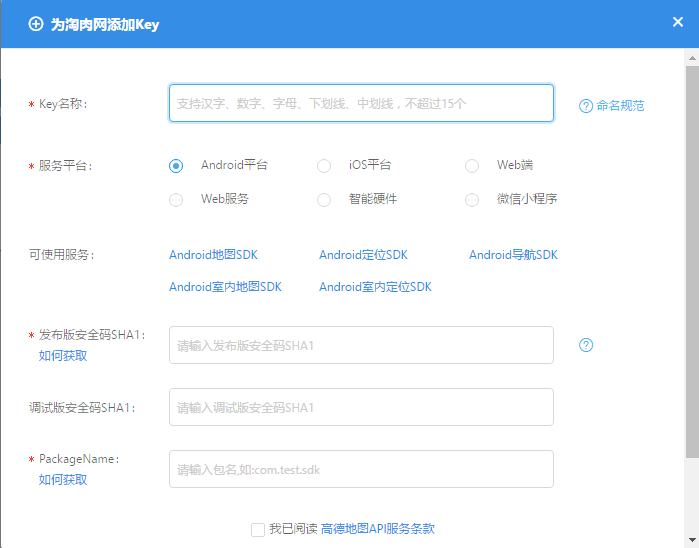 为淘肉网添加Key
* Key名称:
支持汉字、数字、字母、下划线、中划线,不超过15个
命名规范
* 服务平台:
Android平台
iOS平台
Web端
Web服务
智能硬件
微信小程序
可使用服务:
Android地图SDK
Android定位SDK
Android导航SDK
Android室内地图SDK
Android室内定位SDK
* 发布版安全码SHA1:
如何获取
请输入发布版安全码SHA1
调试版安全码SHA1:
请输入调试版安全码SHA1
* PackageName:
如何获取
请输入包名,如:com.test.sdk
我已阅读 高德地图API服务条款